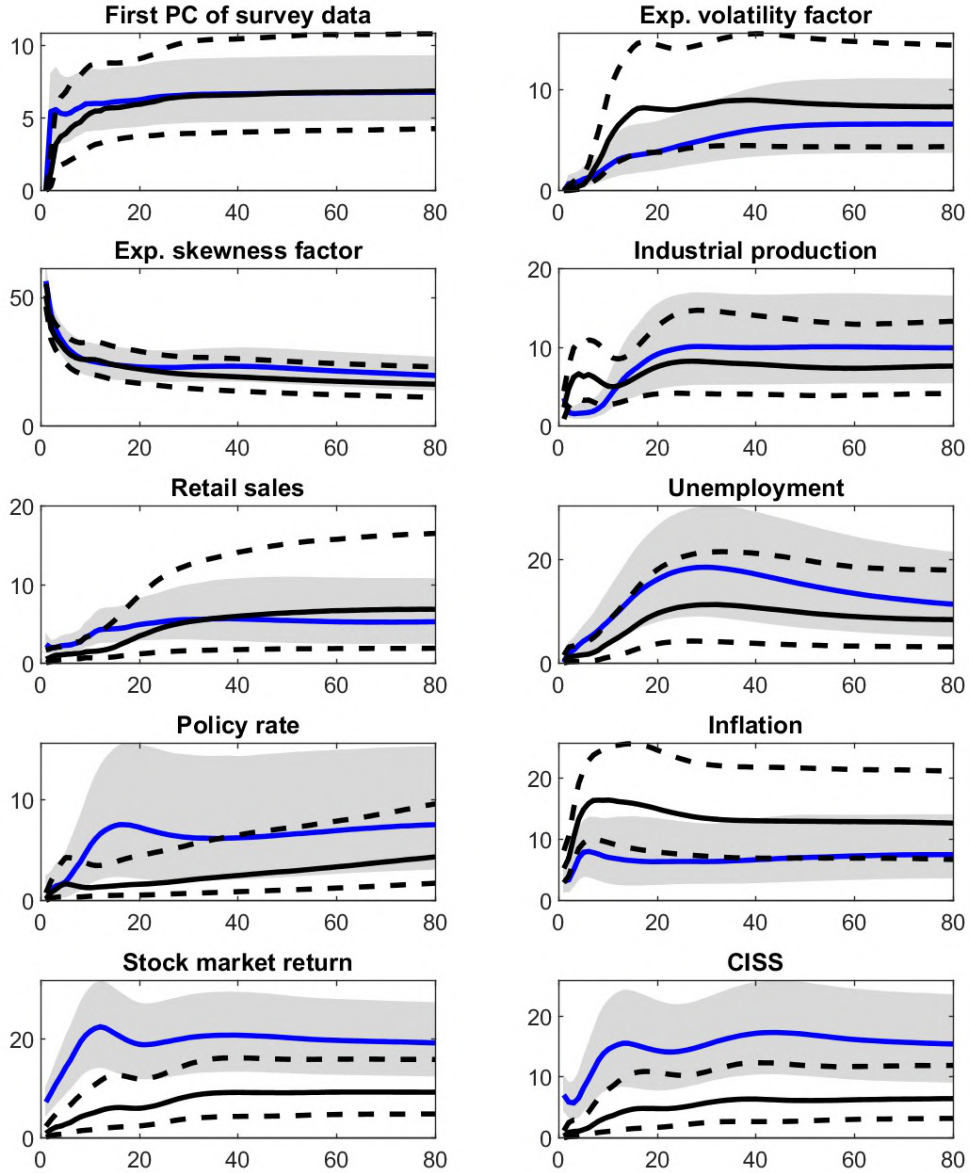 First PC of survey data
10
5
0
0 20 40 60 80
Exp. volatility factor
10
0
0 20 40 60 80
Exp. skewness factor
50
0
0 20 40 60 80
Industrial production
20
10
0
0 20 40 60 80
Retail sales
20
10
0
0 20 40 60 80
Unemployment
20
0
0 20 40 60 80
Policy rate
10
0
0 20 40 60 80
Inflation
20
10
0
0 20 40 60 80
Stock market return
20
0
0 20 40 60 80
CISS
20
10
0
0 20 40 60 80